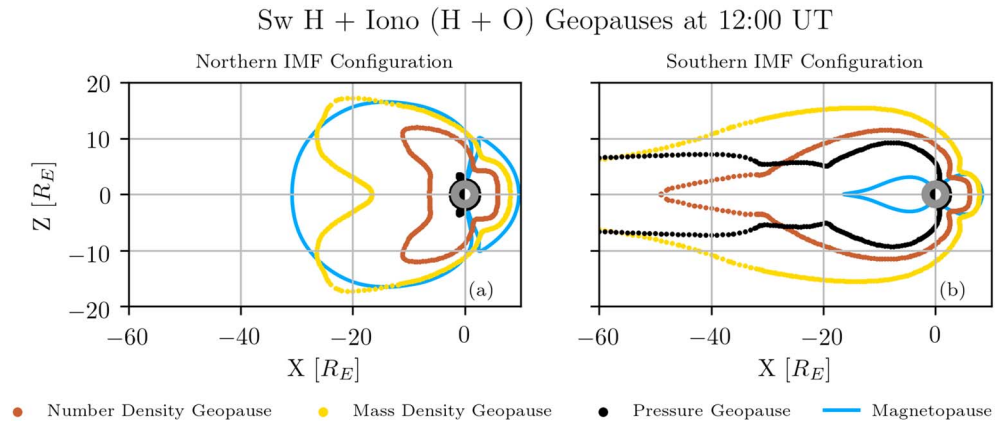 Sw H + Iono (H + O) Geopauses at 12:00 UT
Northern IMF Configuration
Southern IMF Configuration
20
10
0
−10
−20
Z [R_E]
(a)
(b)
−60
−40
−20
0
−60
−40
−20
0
X [R_E]
X [R_E]
Number Density Geopause
Mass Density Geopause
Pressure Geopause
Magnetopause